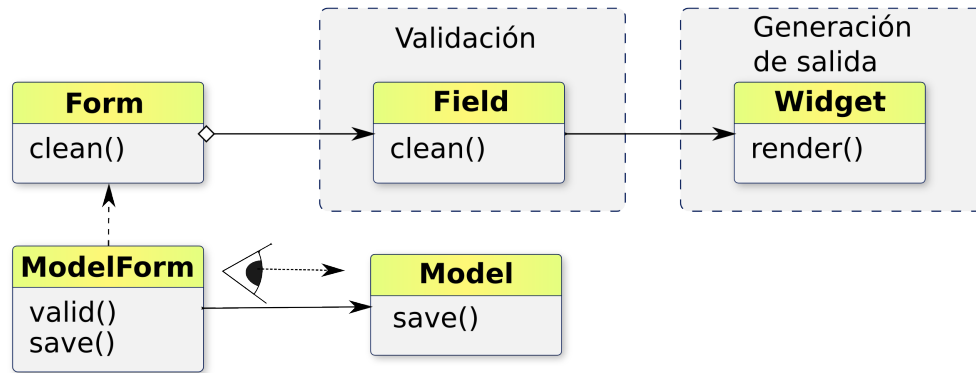 Validación
Generación
de salida
Form
clean()
Field
clean()
Widget
render()
ModelForm
valid()
save()
Model
save()